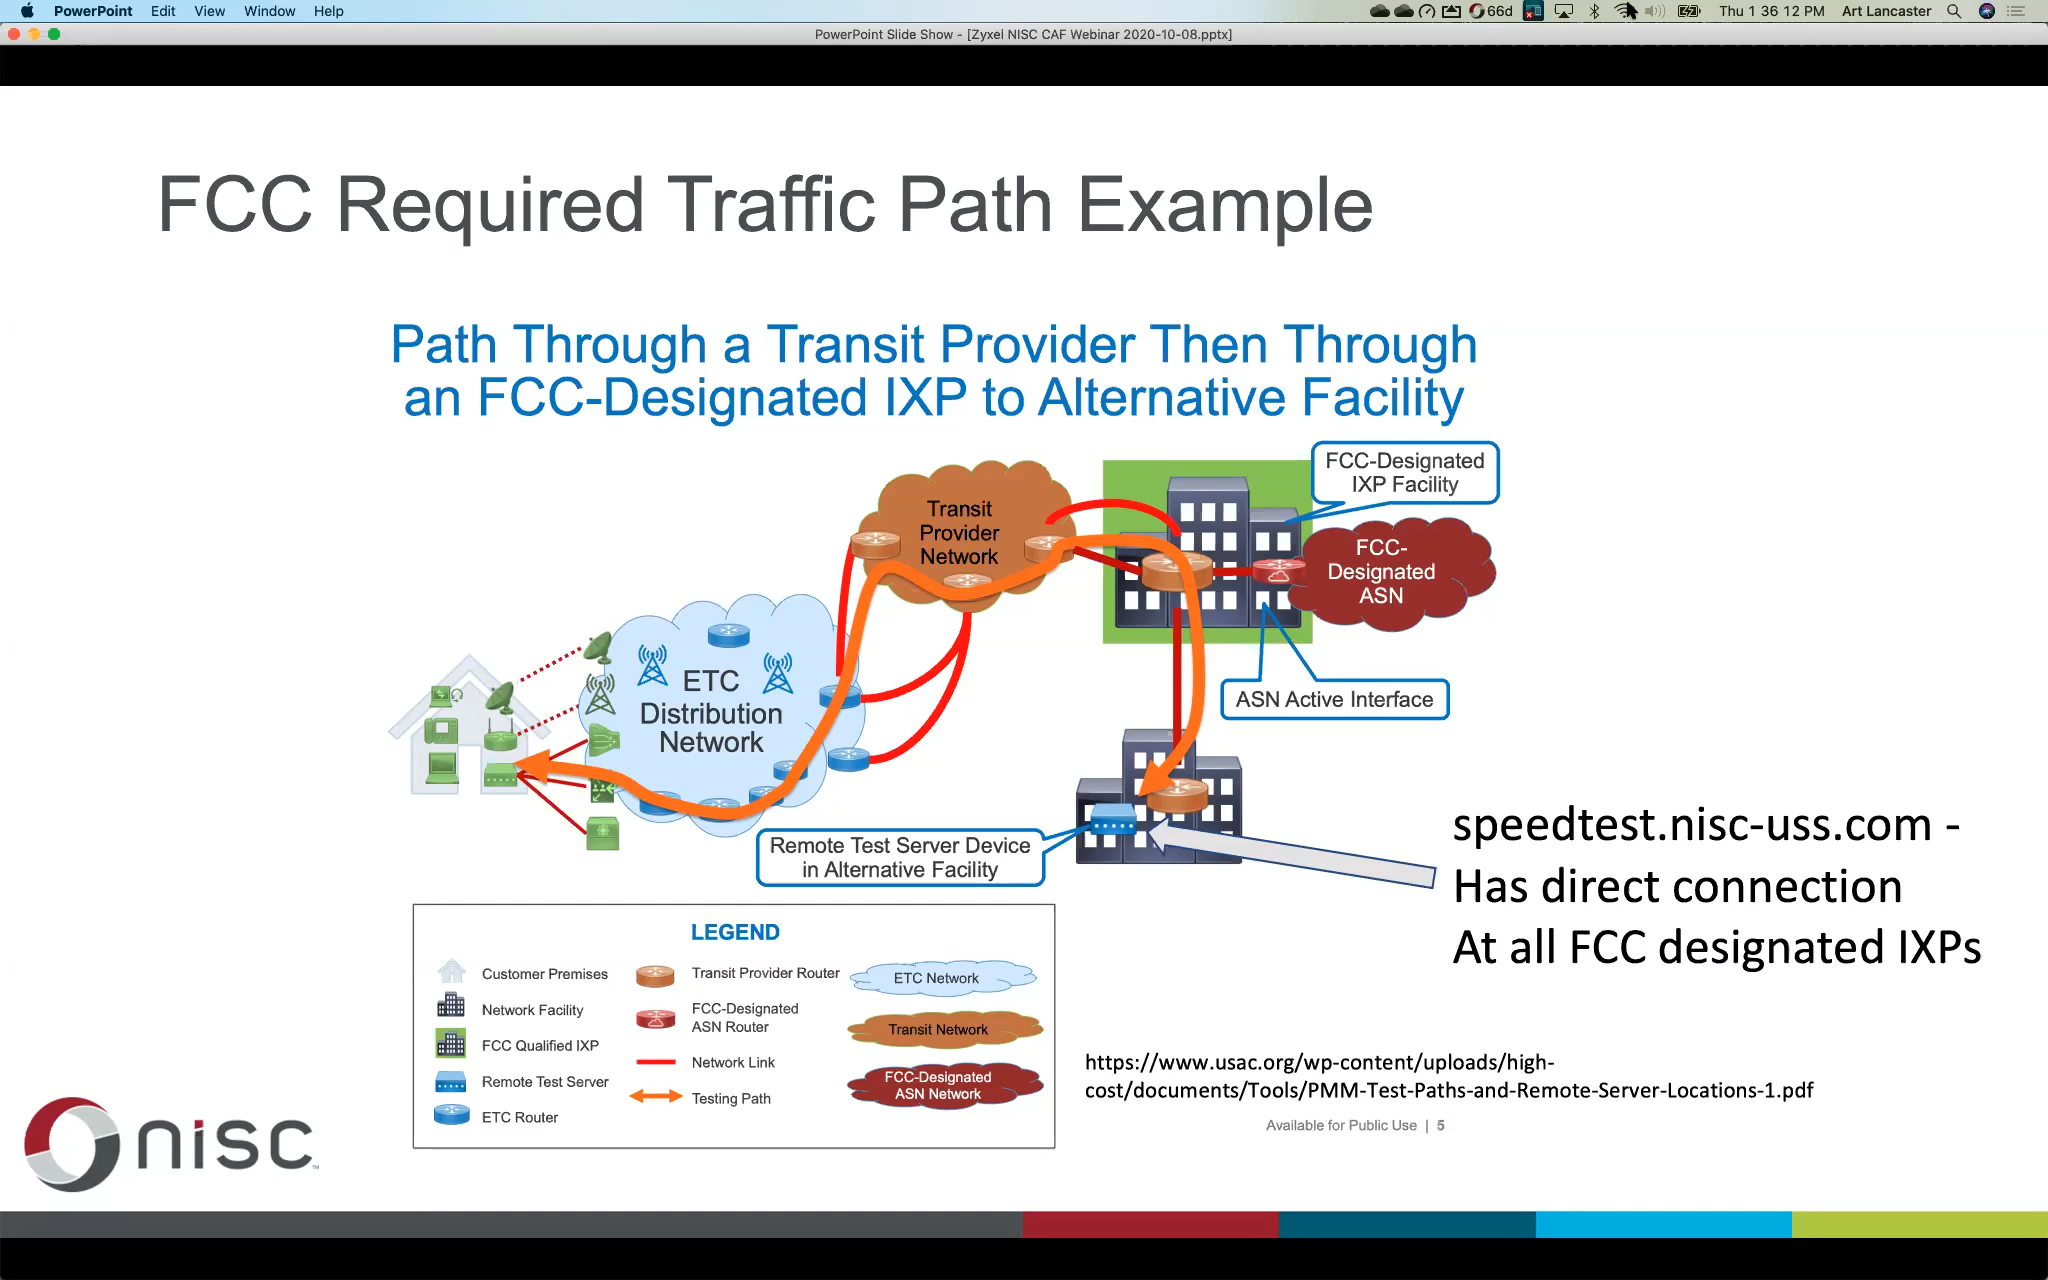 PowerPoint Edit View Window Help
66d Thu 1 36 12 PM Art Lancaster
PowerPoint Slide Show - [Zyxel NISC CAF Webinar 2020-10-08.pptx]
FCC Required Traffic Path Example
Path Through a Transit Provider Then Through
an FCC-Designated IXP to Alternative Facility
FCC-Designated
IXP Facility
Transit
Provider
Network
FCC-
Designated
ASN
ETC
Distribution
Network
ASN Active Interface
Remote Test Server Device
in Alternative Facility
speedtest.nisc-uss.com -
Has direct connection
At all FCC designated IXPs
LEGEND
Customer Premises
Network Facility
FCC Qualified IXP
Remote Test Server
ETC Router
Transit Provider Router
FCC-Designated
ASN Router
Network Link
Testing Path
ETC Network
Transit Network
FCC-Designated
ASN Network
https://www.usac.org/wp-content/uploads/high-
cost/documents/Tools/PMM-Test-Paths-and-Remote-Server-Locations-1.pdf
Available for Public Use | 5
nisc